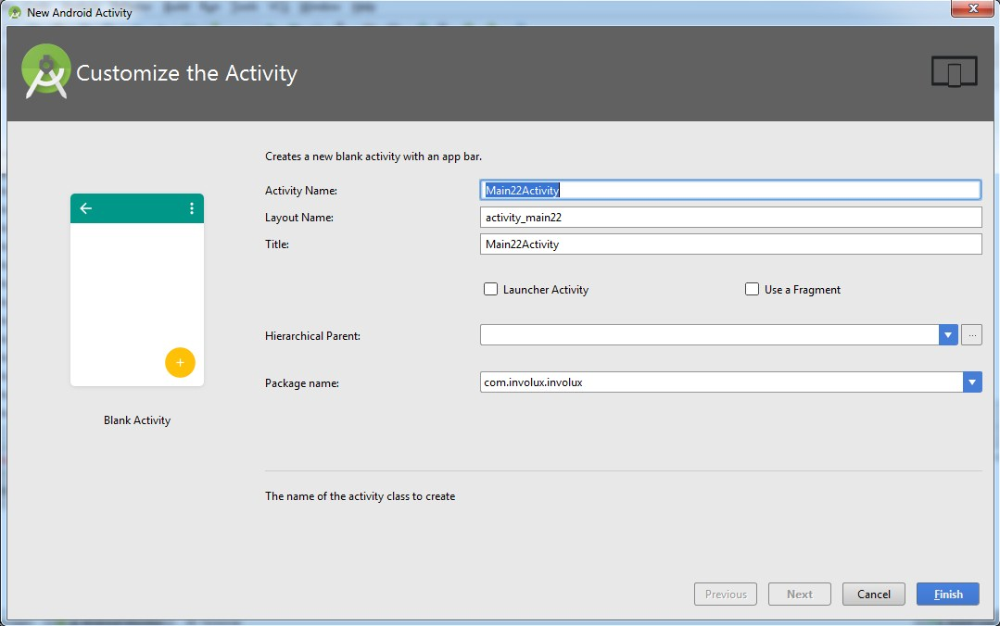 New Android Activity
Customize the Activity
Creates a new blank activity with an app bar.
Activity Name: Main22Activity
Layout Name: activity_main22
Title: Main22Activity
Launcher Activity Use a Fragment
Hierarchical Parent: ...
Package name: com.involux.involux
Blank Activity
The name of the activity class to create
Previous Next Cancel Finish